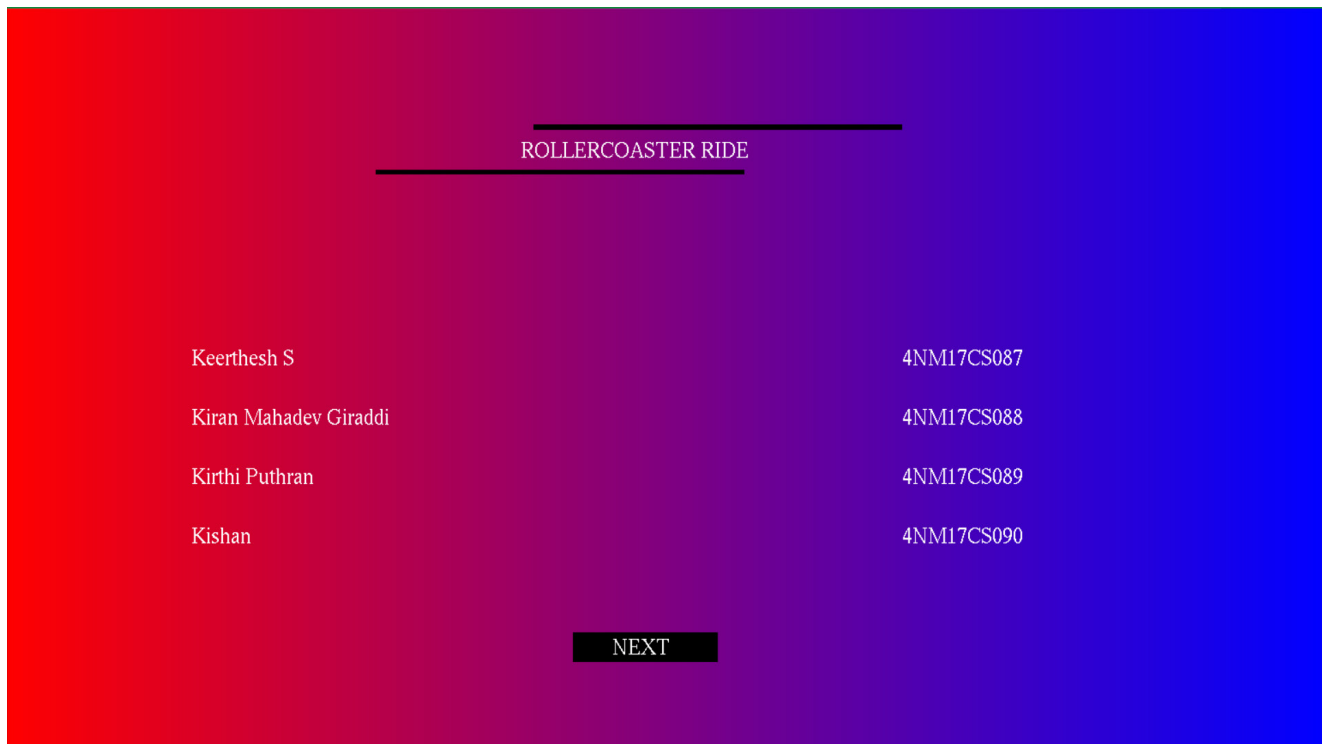 ROLLERCOASTER RIDE
Keerthesh S 4NM17CS087
Kiran Mahadev Giraddi 4NM17CS088
Kirthi Puthran 4NM17CS089
Kishan 4NM17CS090
NEXT